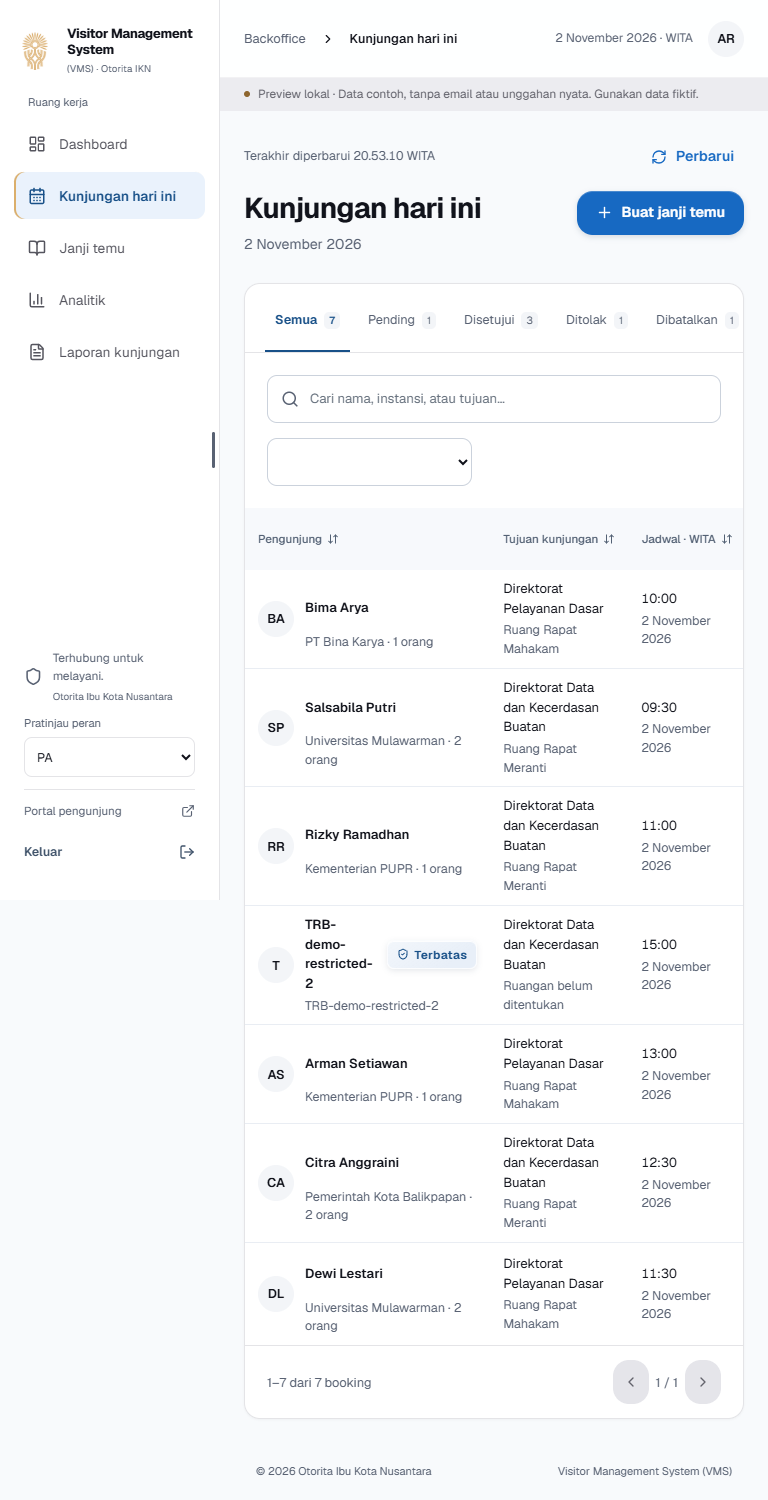 Visitor Management
System
(VMS) · Otorita IKN
Ruang kerja
Dashboard
Kunjungan hari ini
Janji temu
Analitik
Laporan kunjungan
Terhubung untuk
melayani.
Otorita Ibu Kota Nusantara
Pratinjau peran
PA
Portal pengunjung
Keluar
Backoffice
Kunjungan hari ini
2 November 2026 · WITA
AR
Preview lokal · Data contoh, tanpa email atau unggahan nyata. Gunakan data fiktif.
Terakhir diperbarui 20.53.10 WITA
Perbarui
Kunjungan hari ini
2 November 2026
Buat janji temu
Semua 7
Pending 1
Disetujui 3
Ditolak 1
Dibatalkan 1
Cari nama, instansi, atau tujuan...
Pengunjung
Tujuan kunjungan
Jadwal · WITA
BA
Bima Arya
PT Bina Karya · 1 orang
Direktorat
Pelayanan Dasar
Ruang Rapat
Mahakam
10:00
2 November
2026
SP
Salsabila Putri
Universitas Mulawarman · 2
orang
Direktorat Data
dan Kecerdasan
Buatan
Ruang Rapat
Meranti
09:30
2 November
2026
RR
Rizky Ramadhan
Kementerian PUPR · 1 orang
Direktorat Data
dan Kecerdasan
Buatan
Ruang Rapat
Meranti
11:00
2 November
2026
T
TRB-
demo-
restricted-
2
Terbatas
TRB-demo-restricted-2
Direktorat Data
dan Kecerdasan
Buatan
Ruangan belum
ditentukan
15:00
2 November
2026
AS
Arman Setiawan
Kementerian PUPR · 1 orang
Direktorat
Pelayanan Dasar
Ruang Rapat
Mahakam
13:00
2 November
2026
CA
Citra Anggraini
Pemerintah Kota Balikpapan ·
2 orang
Direktorat Data
dan Kecerdasan
Buatan
Ruang Rapat
Meranti
12:30
2 November
2026
DL
Dewi Lestari
Universitas Mulawarman · 2
orang
Direktorat
Pelayanan Dasar
Ruang Rapat
Mahakam
11:30
2 November
2026
1–7 dari 7 booking
1 / 1
© 2026 Otorita Ibu Kota Nusantara
Visitor Management System (VMS)